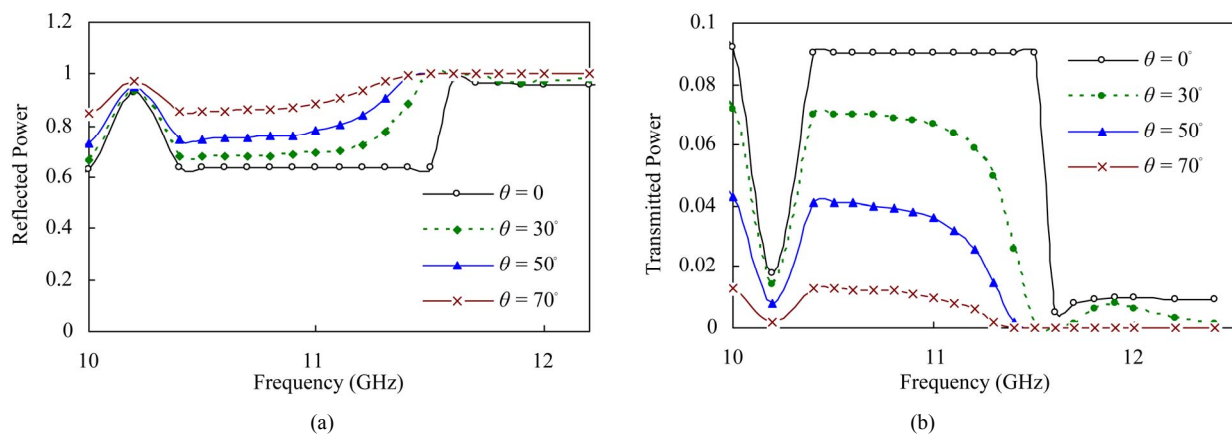 1.2
1
0.8
0.6
0.4
0.2
0
Reflected Power
θ = 0
θ = 30°
θ = 50°
θ = 70°
10 11 12
Frequency (GHz)
(a)
0.1
0.08
0.06
0.04
0.02
0
Transmitted Power
θ = 0°
θ = 30°
θ = 50°
θ = 70°
10 11 12
Frequency (GHz)
(b)